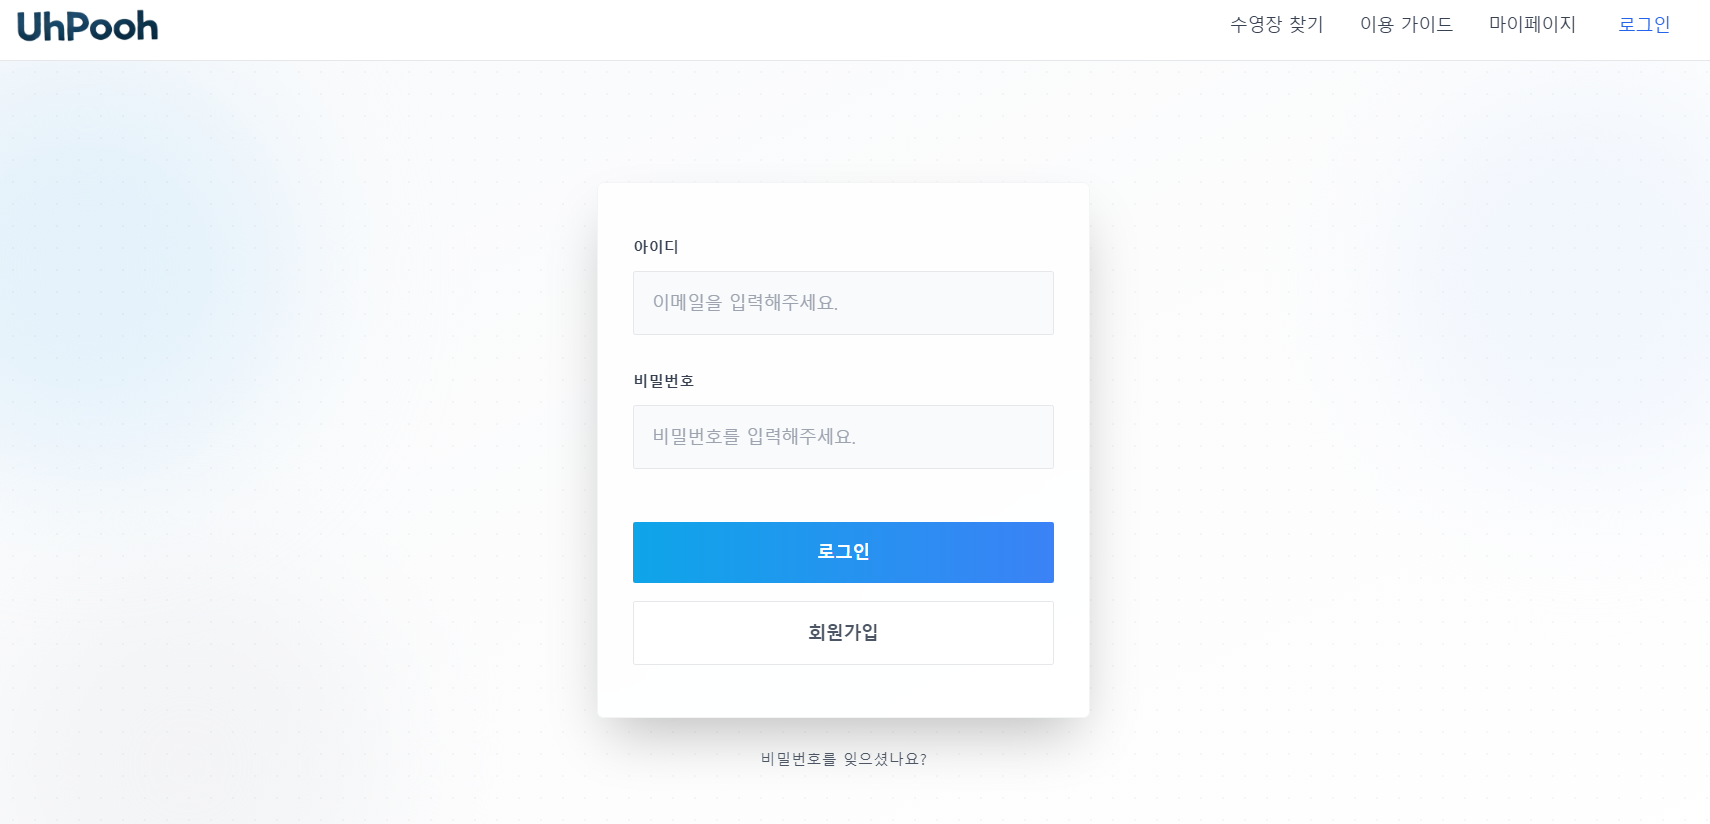 UhPooh
수영장 찾기 이용 가이드 마이페이지 로그인
아이디
이메일을 입력해주세요.
비밀번호
비밀번호를 입력해주세요.
로그인
회원가입
비밀번호를 잊으셨나요?